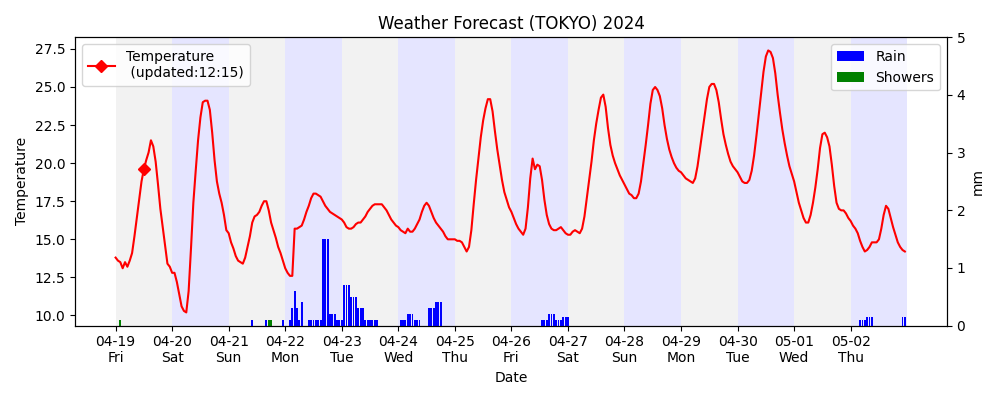 Weather Forecast (TOKYO) 2024
Temperature
(updated:12:15)
Rain
Showers
27.5
25.0
22.5
20.0
17.5
15.0
12.5
10.0
Temperature
5
4
3
2
1
0
mm
04-19 04-20 04-21 04-22 04-23 04-24 04-25 04-26 04-27 04-28 04-29 04-30 05-01 05-02
Fri Sat Sun Mon Tue Wed Thu Fri Sat Sun Mon Tue Wed Thu
Date